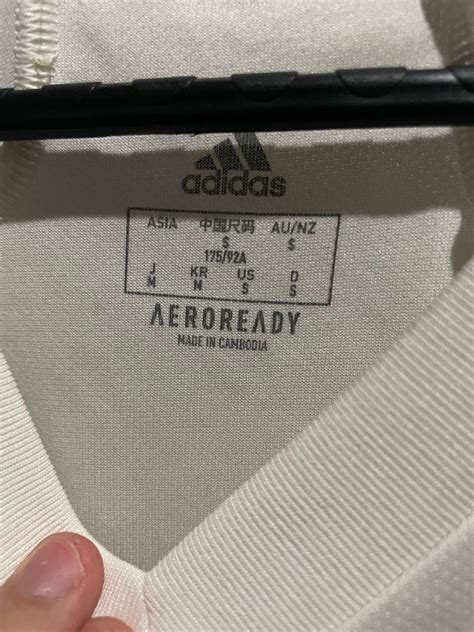 adidas
ASIA 中国尺码 AU/NZ
S S
175/92A
J KR US D
M M S S
AEROREADY
MADE IN CAMBODIA